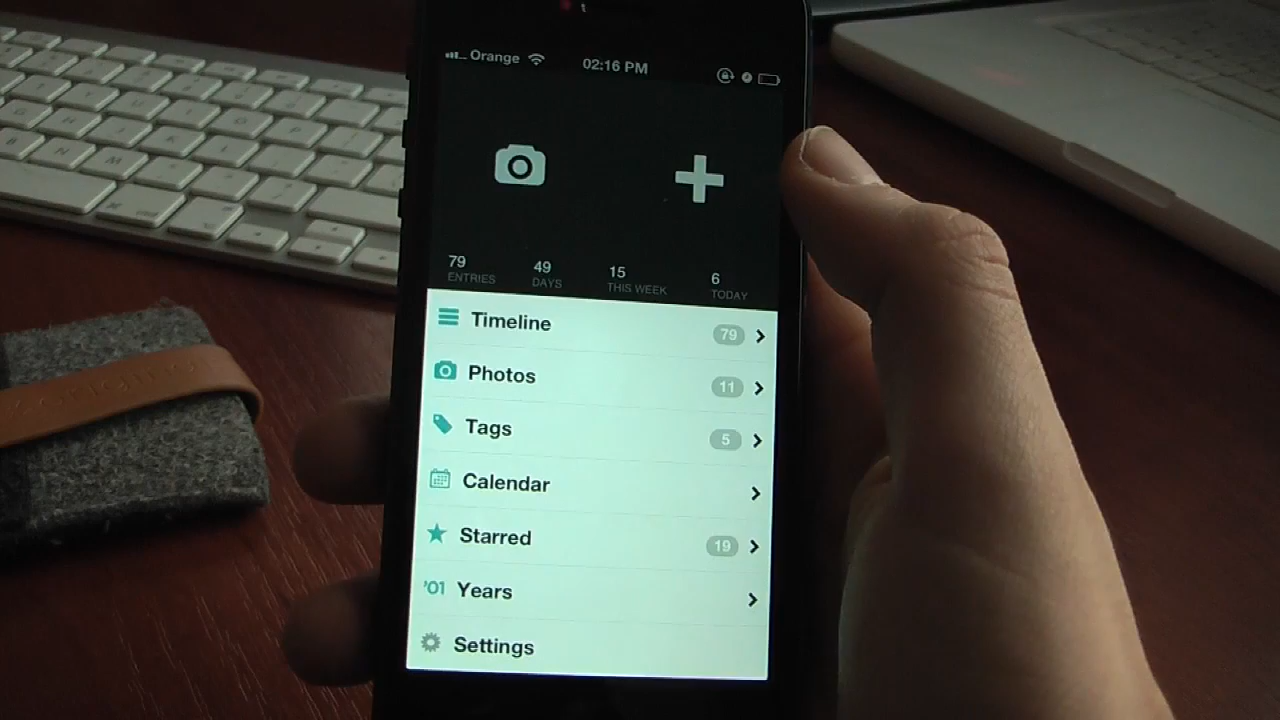 Orange 02:16 PM
79 49 15 6
ENTRIES DAYS THIS WEEK TODAY
Timeline 79
Photos 11
Tags 5
Calendar
Starred 19
'01 Years
Settings